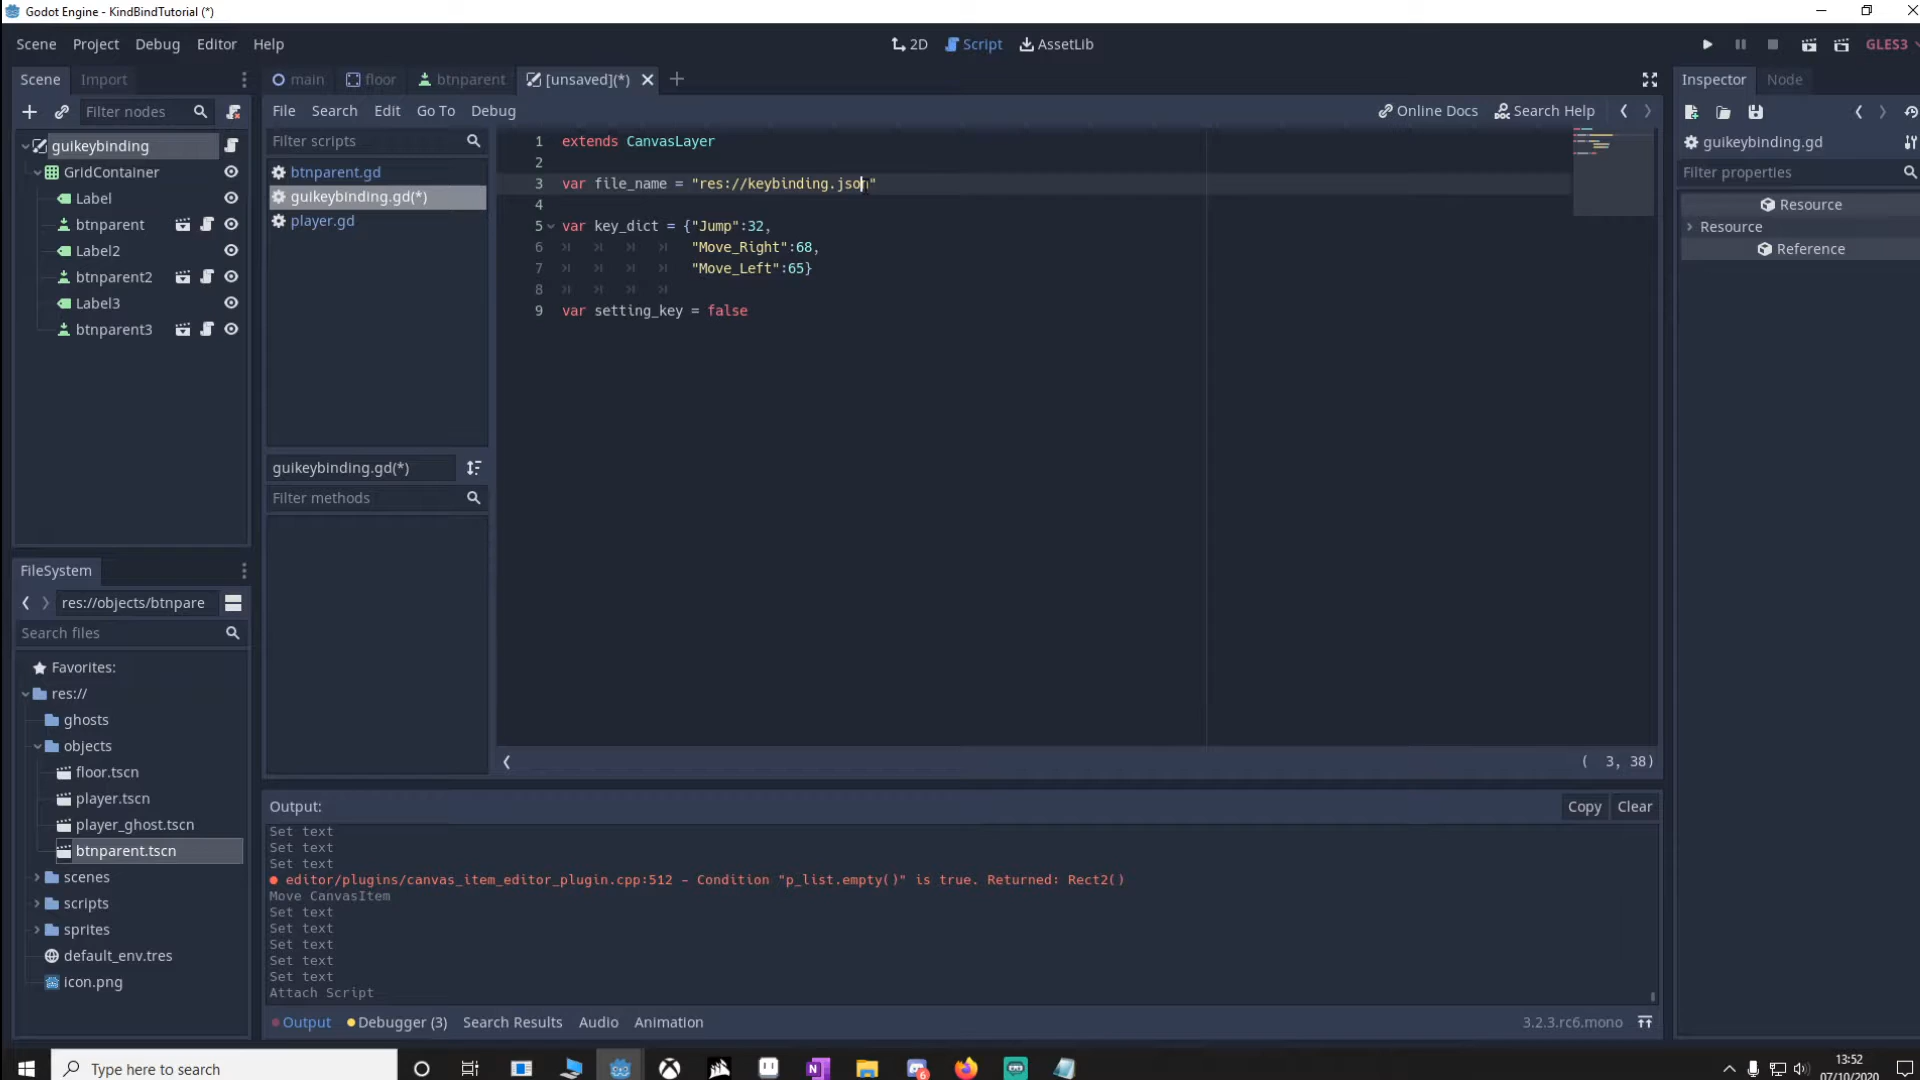 Godot Engine - KindBindTutorial (*)
Scene Project Debug Editor Help
2D Script AssetLib
GLES3
Scene Import
main floor btnparent [unsaved](*)
Inspector Node
Filter nodes
File Search Edit Go To Debug
Online Docs Search Help
guikeybinding
GridContainer
Label
btnparent
Label2
btnparent2
Label3
btnparent3
Filter scripts
btnparent.gd
guikeybinding.gd(*)
player.gd
guikeybinding.gd(*)
Filter methods
1 extends CanvasLayer
2
3 var file_name = "res://keybinding.json"
4
5 var key_dict = {"Jump":32,
6 "Move_Right":68,
7 "Move_Left":65}
8
9 var setting_key = false
( 3, 38)
guikeybinding.gd
Filter properties
Resource
Resource
Reference
FileSystem
res://objects/btnpare
Search files
Favorites:
res://
ghosts
objects
floor.tscn
player.tscn
player_ghost.tscn
btnparent.tscn
scenes
scripts
sprites
default_env.tres
icon.png
Output:
Copy Clear
Set text
Set text
Set text
editor/plugins/canvas_item_editor_plugin.cpp:512 - Condition "p_list.empty()" is true. Returned: Rect2()
Move CanvasItem
Set text
Set text
Set text
Set text
Set text
Attach Script
Output Debugger (3) Search Results Audio Animation
3.2.3.rc6.mono
Type here to search
13:52
07/10/2020